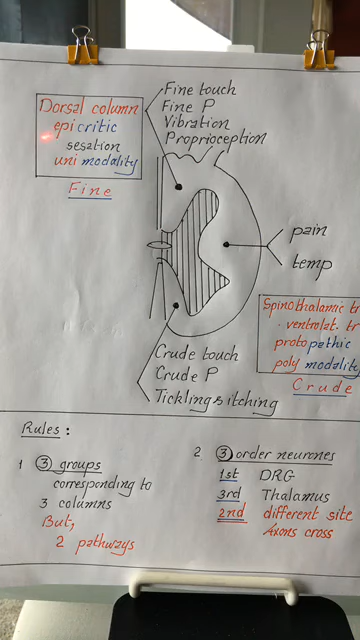 Fine touch
Fine P
Vibration
Proprioception
Dorsal column
epicritic
sesation
uni modality
Fine
pain
temp
Spinothalamic tr
ventrolat. tr
proto pathic
poly modality
Crude
Crude touch
Crude P
Tickling & itching
Rules:
1 ③ groups
corresponding to
3 columns
But,
2 pathways
2 ③ order neurones
1st DRG
3rd Thalamus
2nd different site
Axons cross